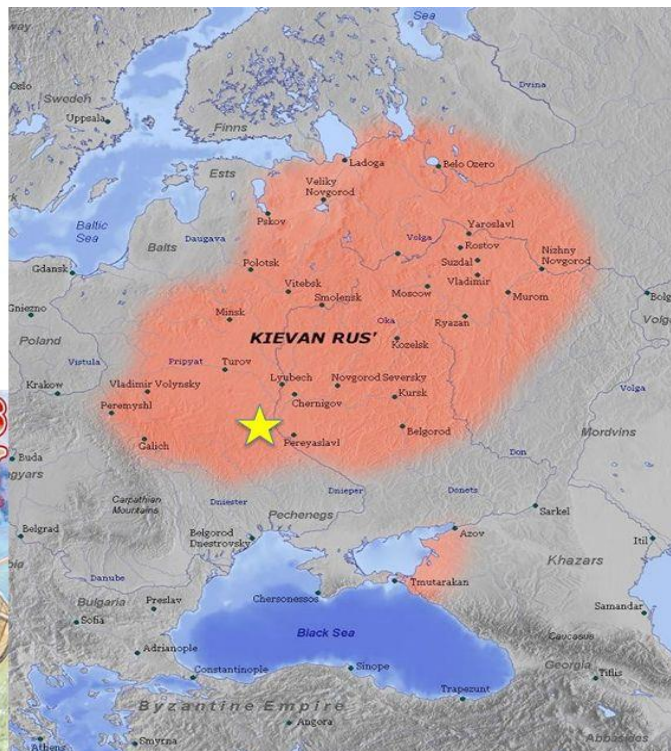 Sea
Dvina
Oslo
Sweden
Uppsala
Finns
Ladoga
Belo Ozero
Ests
Veliky
Novgorod
Pskov
Baltic
Sea
Balts
Daugava
Volga
Yaroslavl
Rostov
Suzdal
Nizhny
Novgorod
Gdansk
Polotsk
Vitebsk
Smolensk
Moscow
Vladimir
Murom
Gniezno
Minsk
Oka
Ryazan
KIEVAN RUS'
Kozelsk
Poland
Vistula
Pripyat
Turov
Krakow
Vladimir Volynsky
Lyubech
Novgorod Seversky
Chernigov
Kursk
Volga
Peremyshl
Galich
Pereyaslavl
Belgorod
Mordvins
Buda
Don
Carpathian
Mountains
Dniester
Dnieper
Donets
Pechenegs
Sarkel
Belgrad
Belgorod
Dnestrovsky
Azov
Itil
Khazars
Danube
Tmutarakan
Bulgaria
Preslav
Chersonessos
Samandar
Sofia
Black Sea
Caucasus
Adrianople
Georgia
Constantinople
Sinope
Tiflis
Trapezunt
Byzantine Empire
Angora
Abbasides
Athens
Smyrna